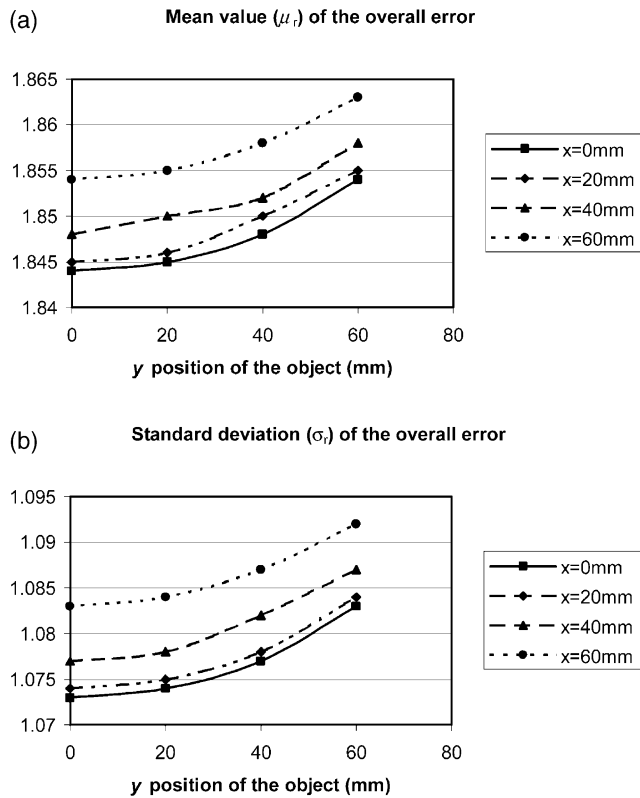 (a)
Mean value (μr) of the overall error
1.865
1.86
1.855
1.85
1.845
1.84
0 20 40 60 80
y position of the object (mm)
x=0mm
x=20mm
x=40mm
x=60mm
(b)
Standard deviation (σr) of the overall error
1.095
1.09
1.085
1.08
1.075
1.07
0 20 40 60 80
y position of the object (mm)
x=0mm
x=20mm
x=40mm
x=60mm